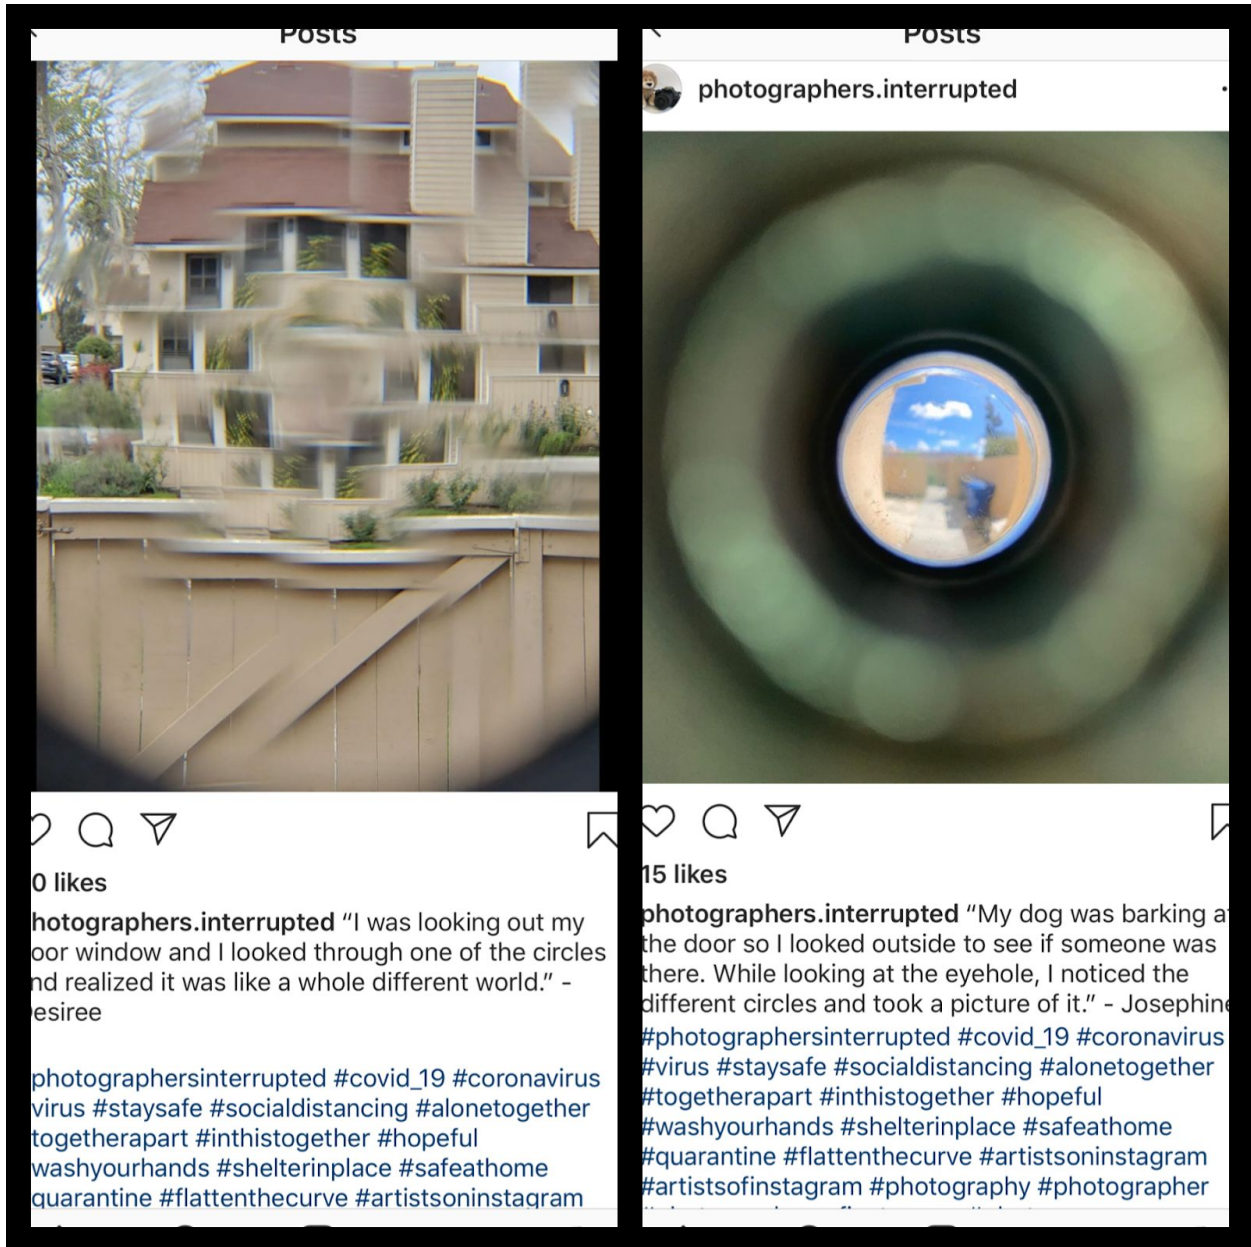 Posts
0 likes
hotographers.interrupted “I was looking out my
oor window and I looked through one of the circles
nd realized it was like a whole different world.” -
esiree
photographersinterrupted #covid_19 #coronavirus
virus #staysafe #socialdistancing #alonetogether
togetherapart #inthistogether #hopeful
washyourhands #shelterinplace #safeathome
quarantine #flattenthecurve #artistsoninstagram
Posts
photographers.interrupted
15 likes
photographers.interrupted “My dog was barking at
the door so I looked outside to see if someone was
there. While looking at the eyehole, I noticed the
different circles and took a picture of it.” - Josephine
#photographersinterrupted #covid_19 #coronavirus
#virus #staysafe #socialdistancing #alonetogether
#togetherapart #inthistogether #hopeful
#washyourhands #shelterinplace #safeathome
#quarantine #flattenthecurve #artistsoninstagram
#artistsofinstagram #photography #photographer